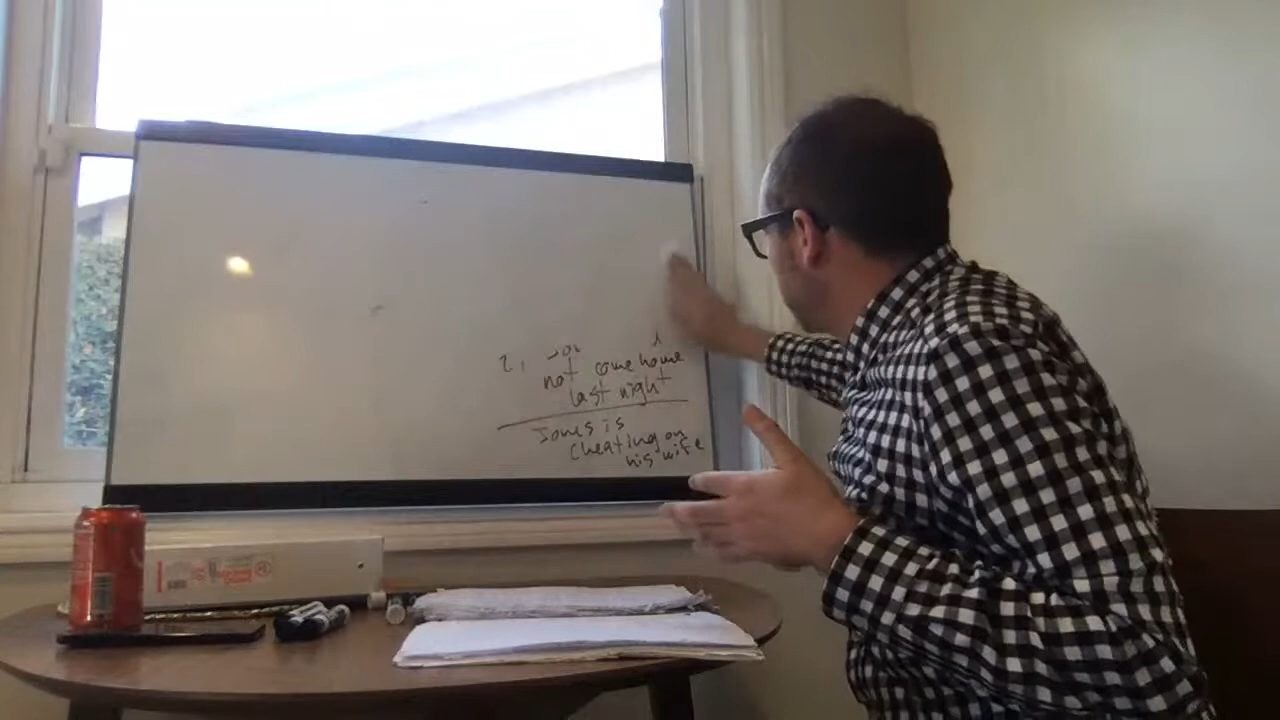 2.
not come home
last night
Jones is
cheating on
his wife